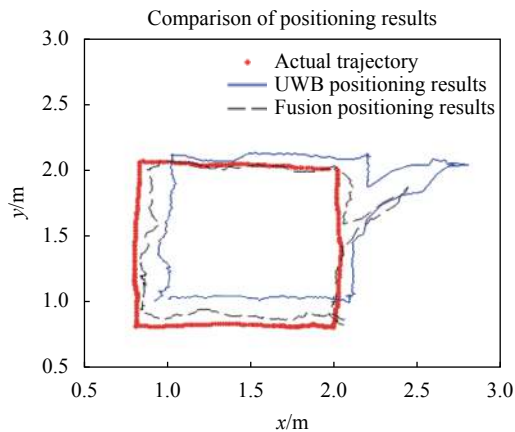 Comparison of positioning results
3.0
Actual trajectory
UWB positioning results
2.5
Fusion positioning results
2.0
y/m
1.5
1.0
0.5
0.5 1.0 1.5 2.0 2.5 3.0
x/m